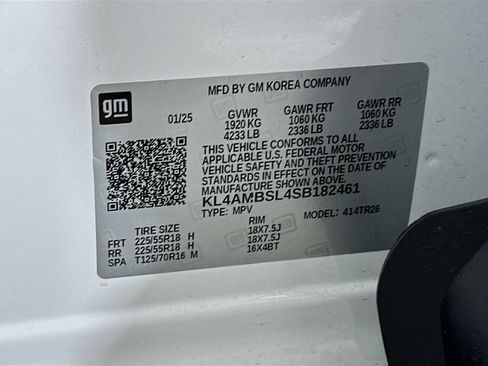 MFD BY GM KOREA COMPANY
gm 01/25 GVWR GAWR FRT GAWR RR
1920 KG 1060 KG 1060 KG
4233 LB 2336 LB 2336 LB
THIS VEHICLE CONFORMS TO ALL
APPLICABLE U.S. FEDERAL MOTOR
VEHICLE SAFETY AND THEFT PREVENTION
STANDARDS IN EFFECT ON THE DATE OF
MANUFACTURE SHOWN ABOVE.
KL4AMBSL4SB182461
TYPE: MPV MODEL: 414TR26
TIRE SIZE RIM
FRT 225/55R18 H 18X7.5J
RR 225/55R18 H 18X7.5J
SPA T125/70R16 M 16X4BT